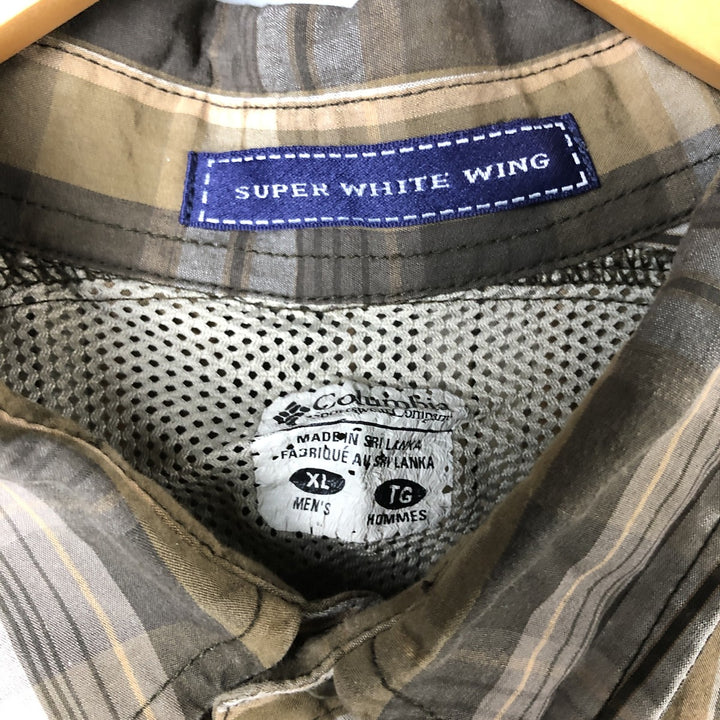 SUPER WHITE WING
Columbia
Sportswear Company
MADE IN SRI LANKA
FABRIQUÉ AU SRI LANKA
XL TG
MEN'S HOMMES